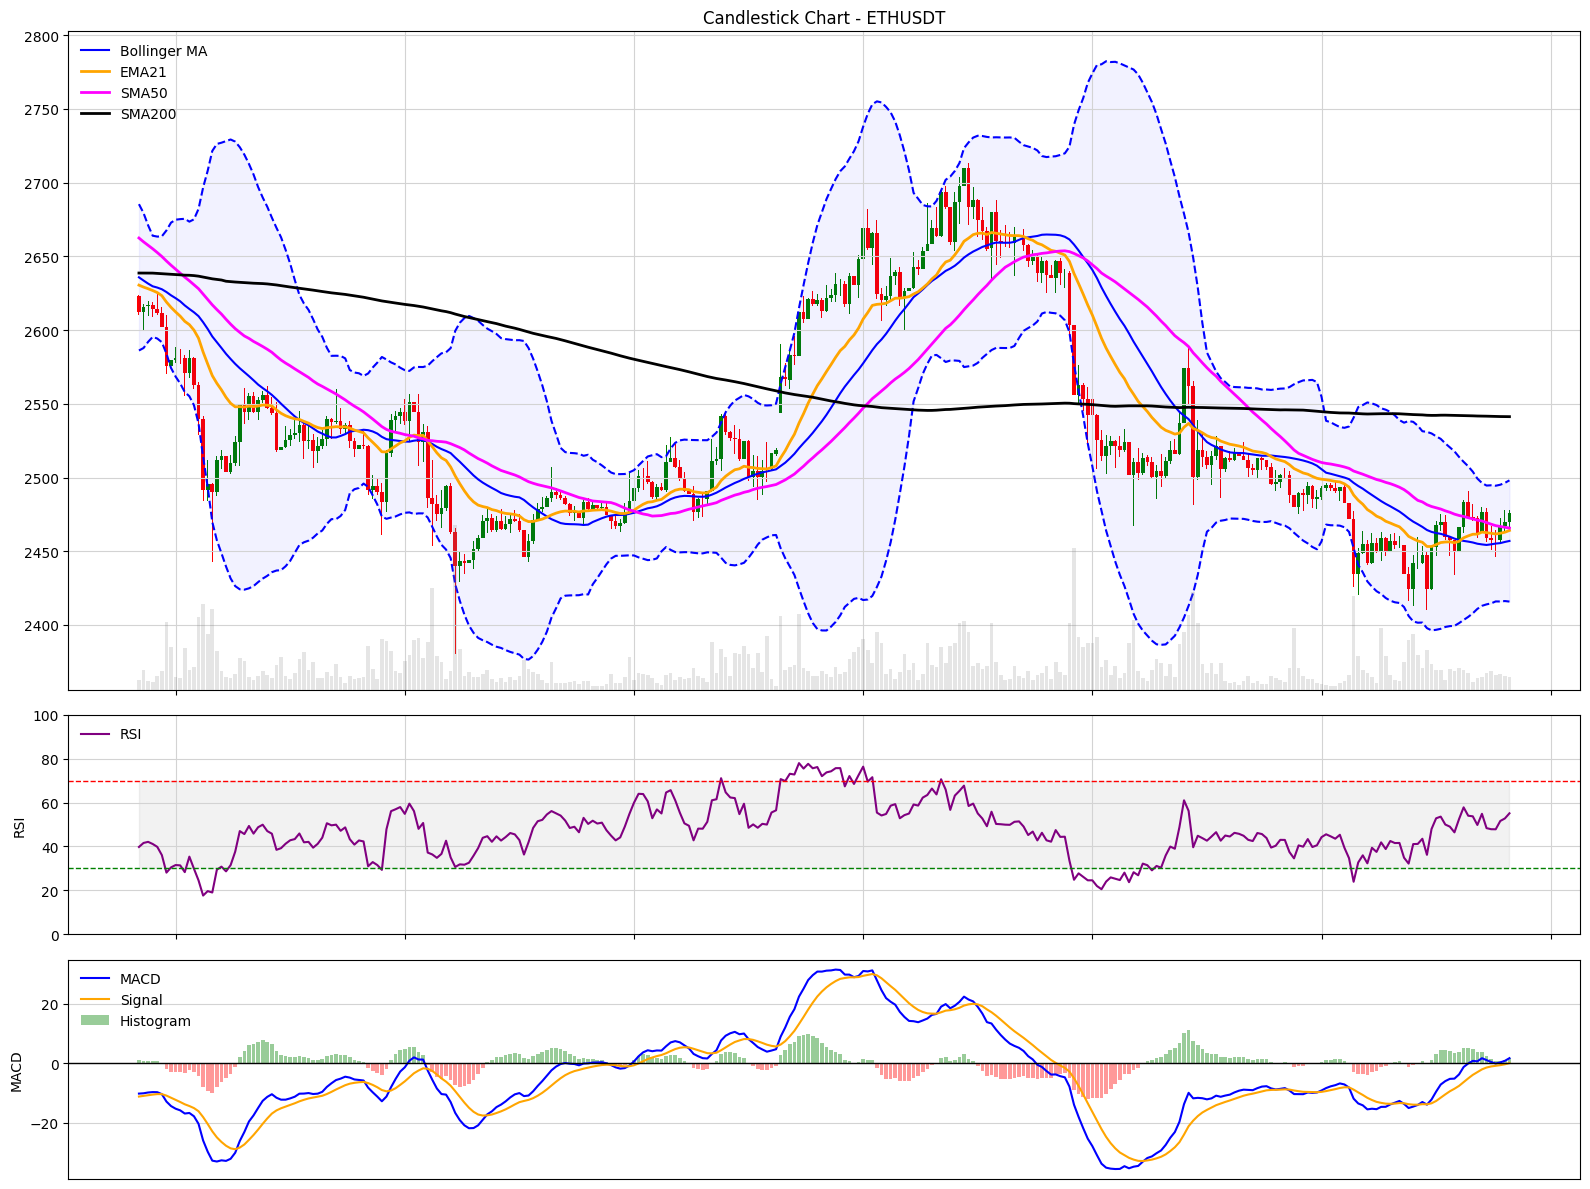 Candlestick Chart - ETHUSDT
2800
2750
2700
2650
2600
2550
2500
2450
2400
Bollinger MA
EMA21
SMA50
SMA200
100
80
60
40
20
0
RSI
RSI
20
0
−20
MACD
MACD
Signal
Histogram